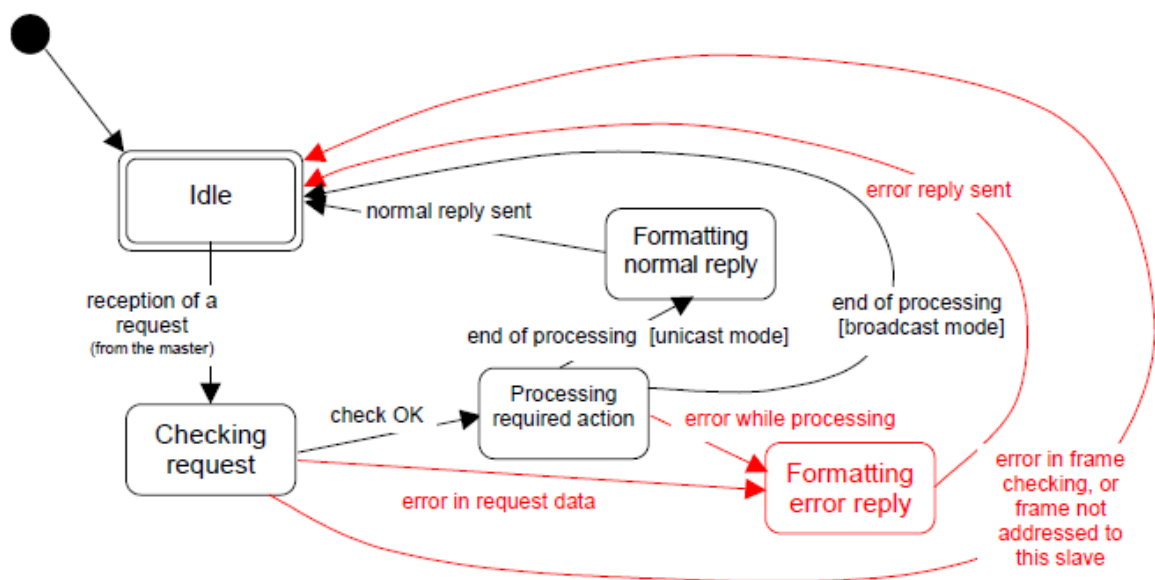 Idle
error reply sent
normal reply sent
Formatting
normal reply
reception of a
request
(from the master)
end of processing
[broadcast mode]
end of processing [unicast mode]
Processing
required action
check OK
Checking
request
error while processing
Formatting
error reply
error in request data
error in frame
checking, or
frame not
addressed to
this slave